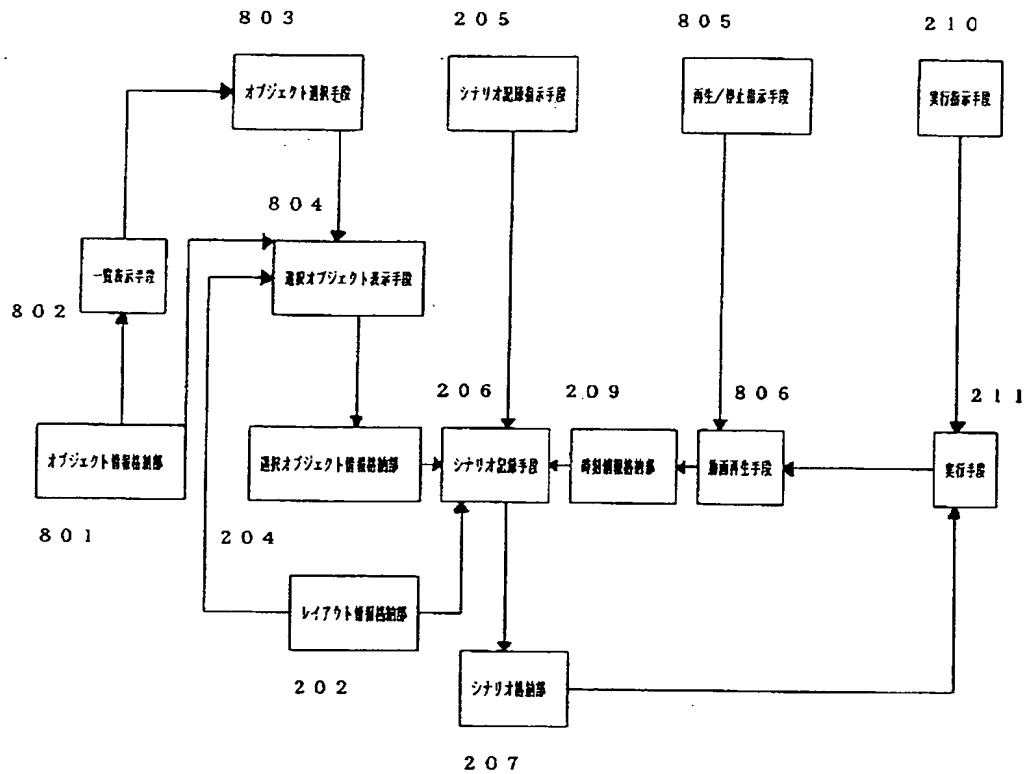 803
205
805
210
オブジェクト選択手段
シナリオ記録指示手段
再生/停止指示手段
実行指示手段
804
一覧表示手段
選択オブジェクト表示手段
802
206
209
806
211
オブジェクト情報格納部
選択オブジェクト情報格納部
シナリオ記録手段
時刻情報格納部
動画再生手段
実行手段
801
204
レイアウト情報格納部
202
シナリオ格納部
207